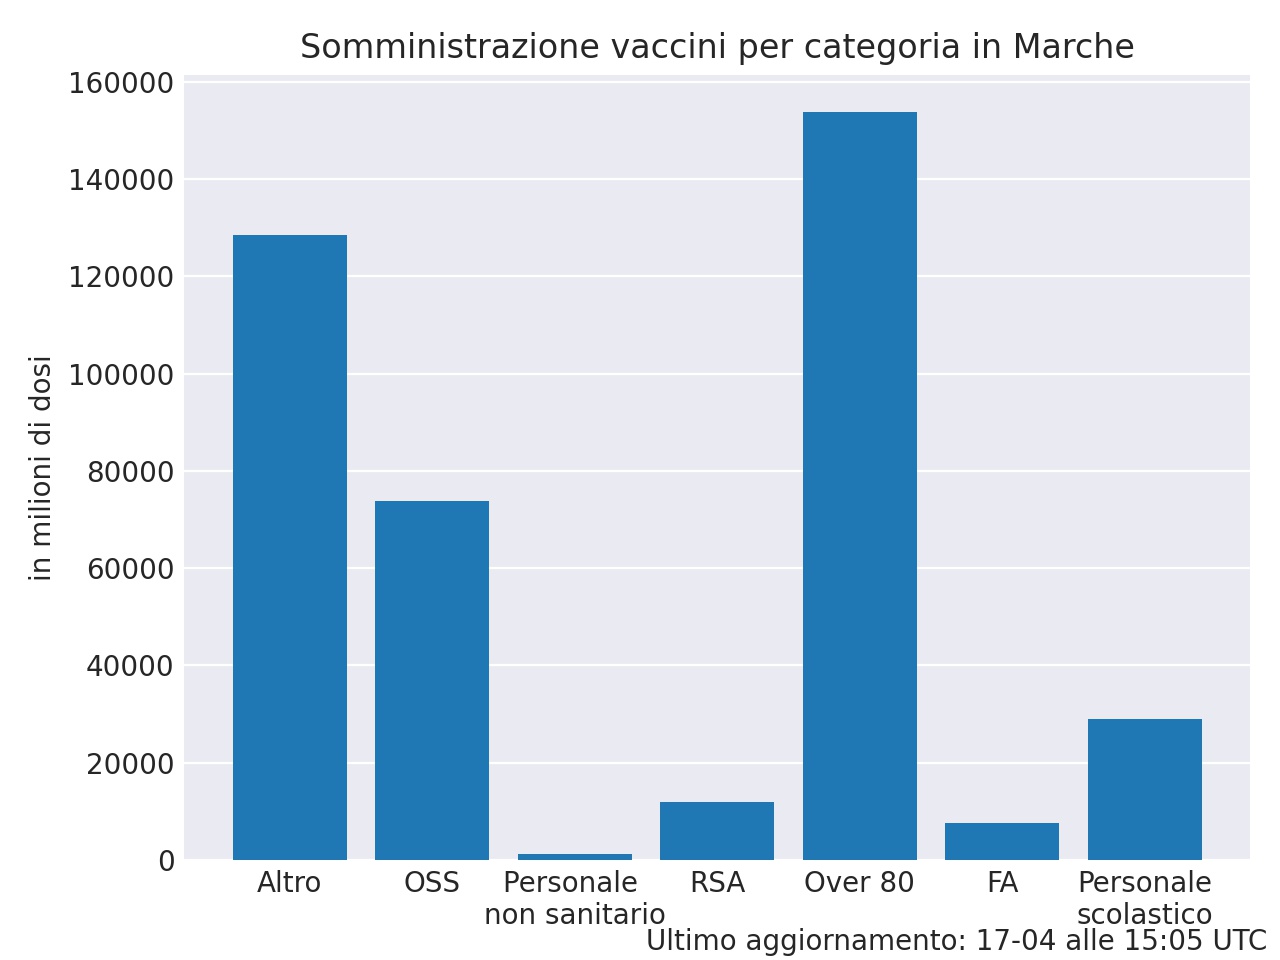 Somministrazione vaccini per categoria in Marche
160000
140000
120000
100000
80000
60000
40000
20000
0
in milioni di dosi
Altro
OSS
Personale
non sanitario
RSA
Over 80
FA
Personale
scolastico
Ultimo aggiornamento: 17-04 alle 15:05 UTC